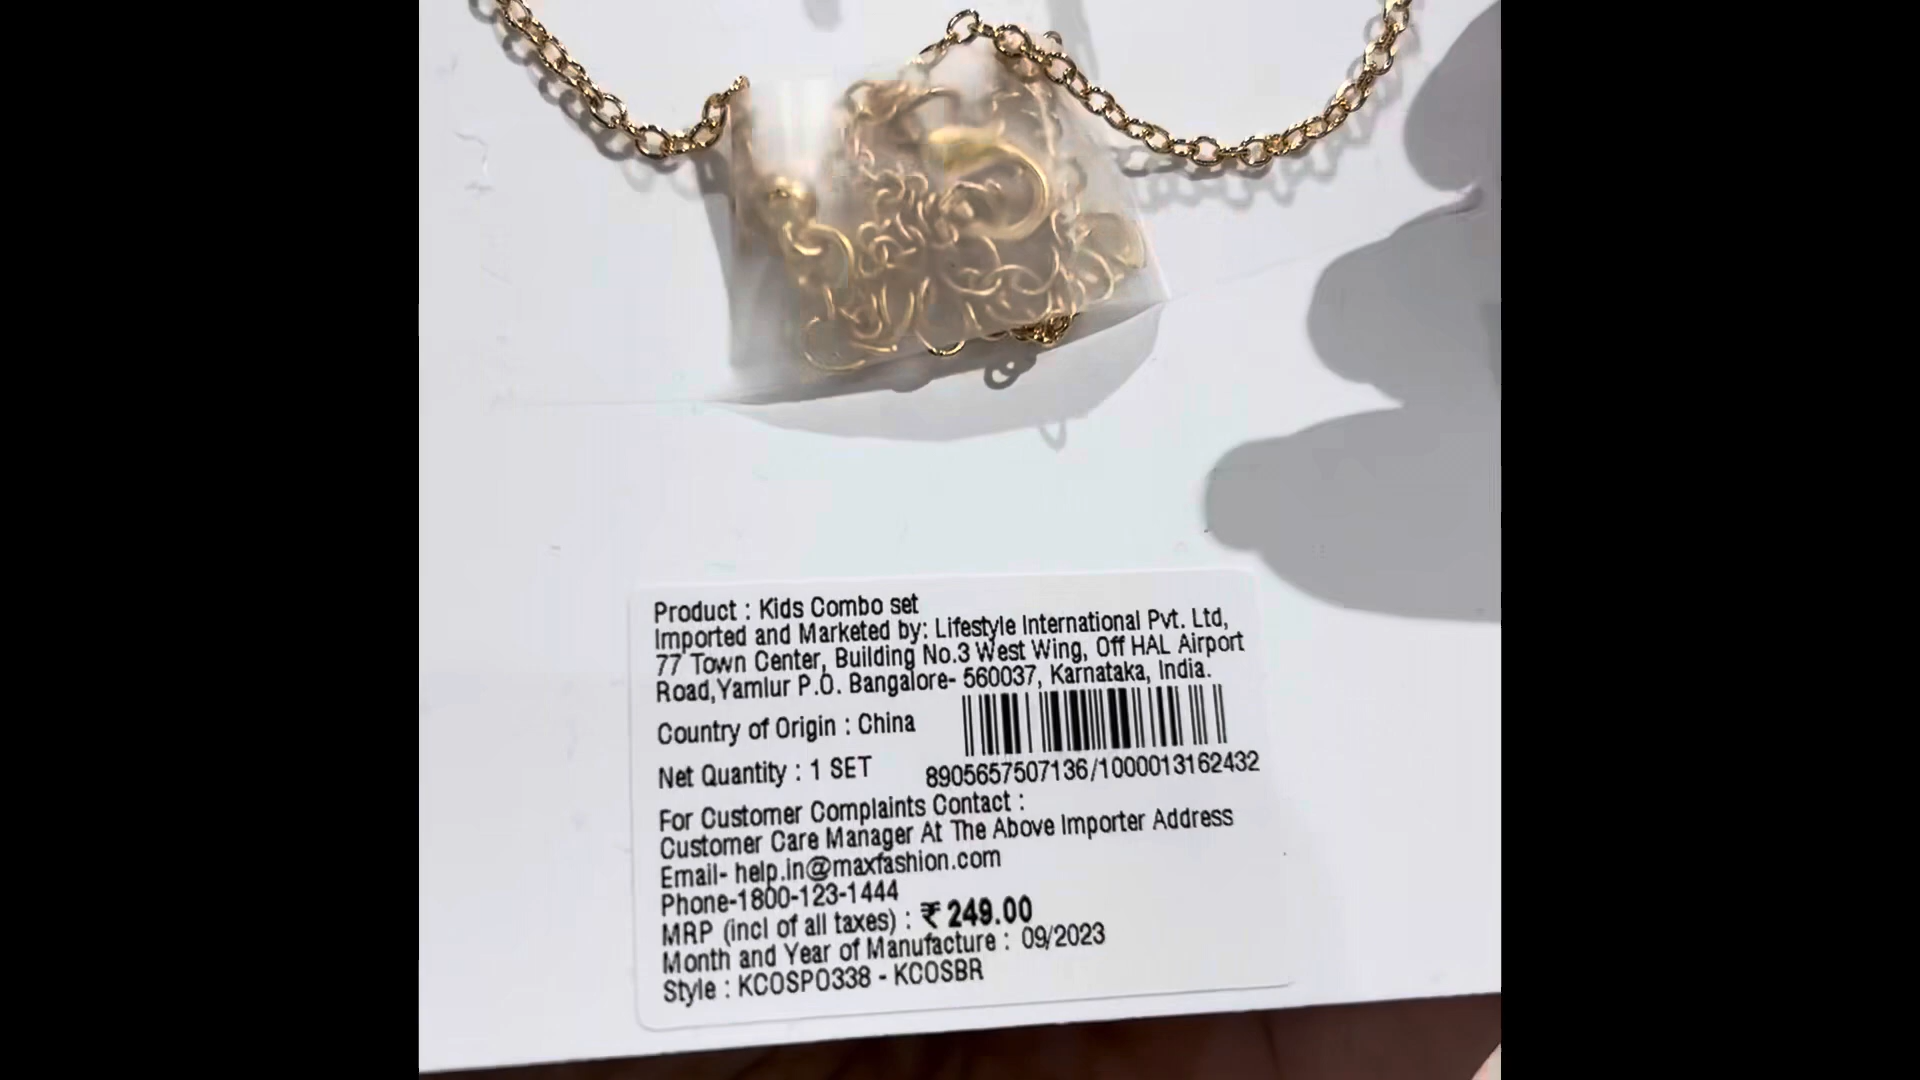 Product : Kids Combo set
Imported and Marketed by: Lifestyle International Pvt. Ltd,
77 Town Center, Building No.3 West Wing, Off HAL Airport
Road,Yamlur P.O. Bangalore- 560037, Karnataka, India.
Country of Origin : China
Net Quantity : 1 SET
8905657507136/1000013162432
For Customer Complaints Contact :
Customer Care Manager At The Above Importer Address
Email- help.in@maxfashion.com
Phone-1800-123-1444
MRP (incl of all taxes) : ₹ 249.00
Month and Year of Manufacture : 09/2023
Style : KCOSPO338 - KCOSBR